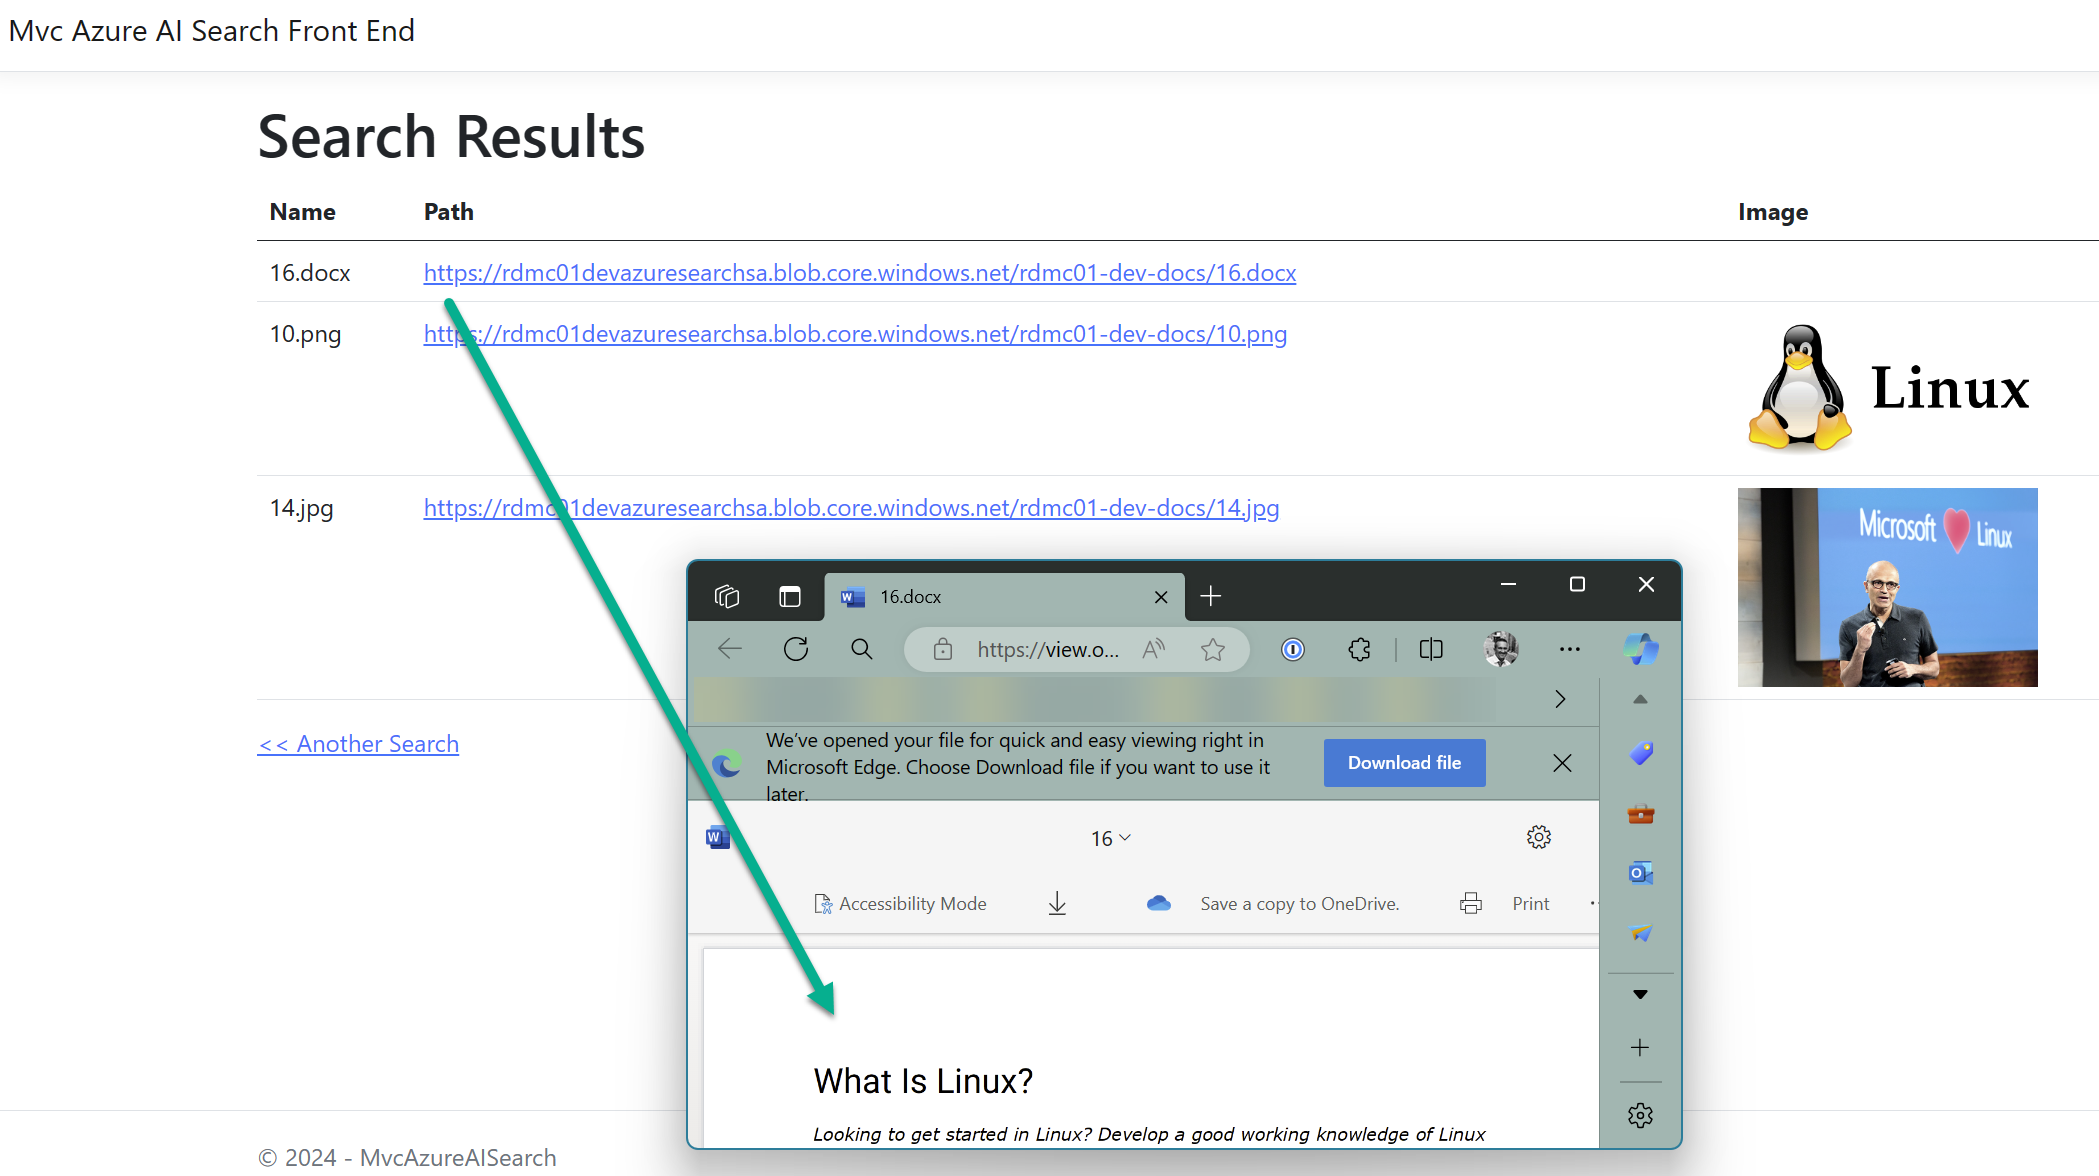 Mvc Azure AI Search Front End
Search Results
Name Path Image
16.docx https://rdmc01devazuresearchsa.blob.core.windows.net/rdmc01-dev-docs/16.docx
10.png https://rdmc01devazuresearchsa.blob.core.windows.net/rdmc01-dev-docs/10.png
Linux
14.jpg https://rdmc01devazuresearchsa.blob.core.windows.net/rdmc01-dev-docs/14.jpg
Microsoft Linux
<< Another Search
16.docx
https://view.o...
We've opened your file for quick and easy viewing right in
Microsoft Edge. Choose Download file if you want to use it
later.
Download file
16
Accessibility Mode Save a copy to OneDrive. Print
What Is Linux?
Looking to get started in Linux? Develop a good working knowledge of Linux
© 2024 - MvcAzureAISearch